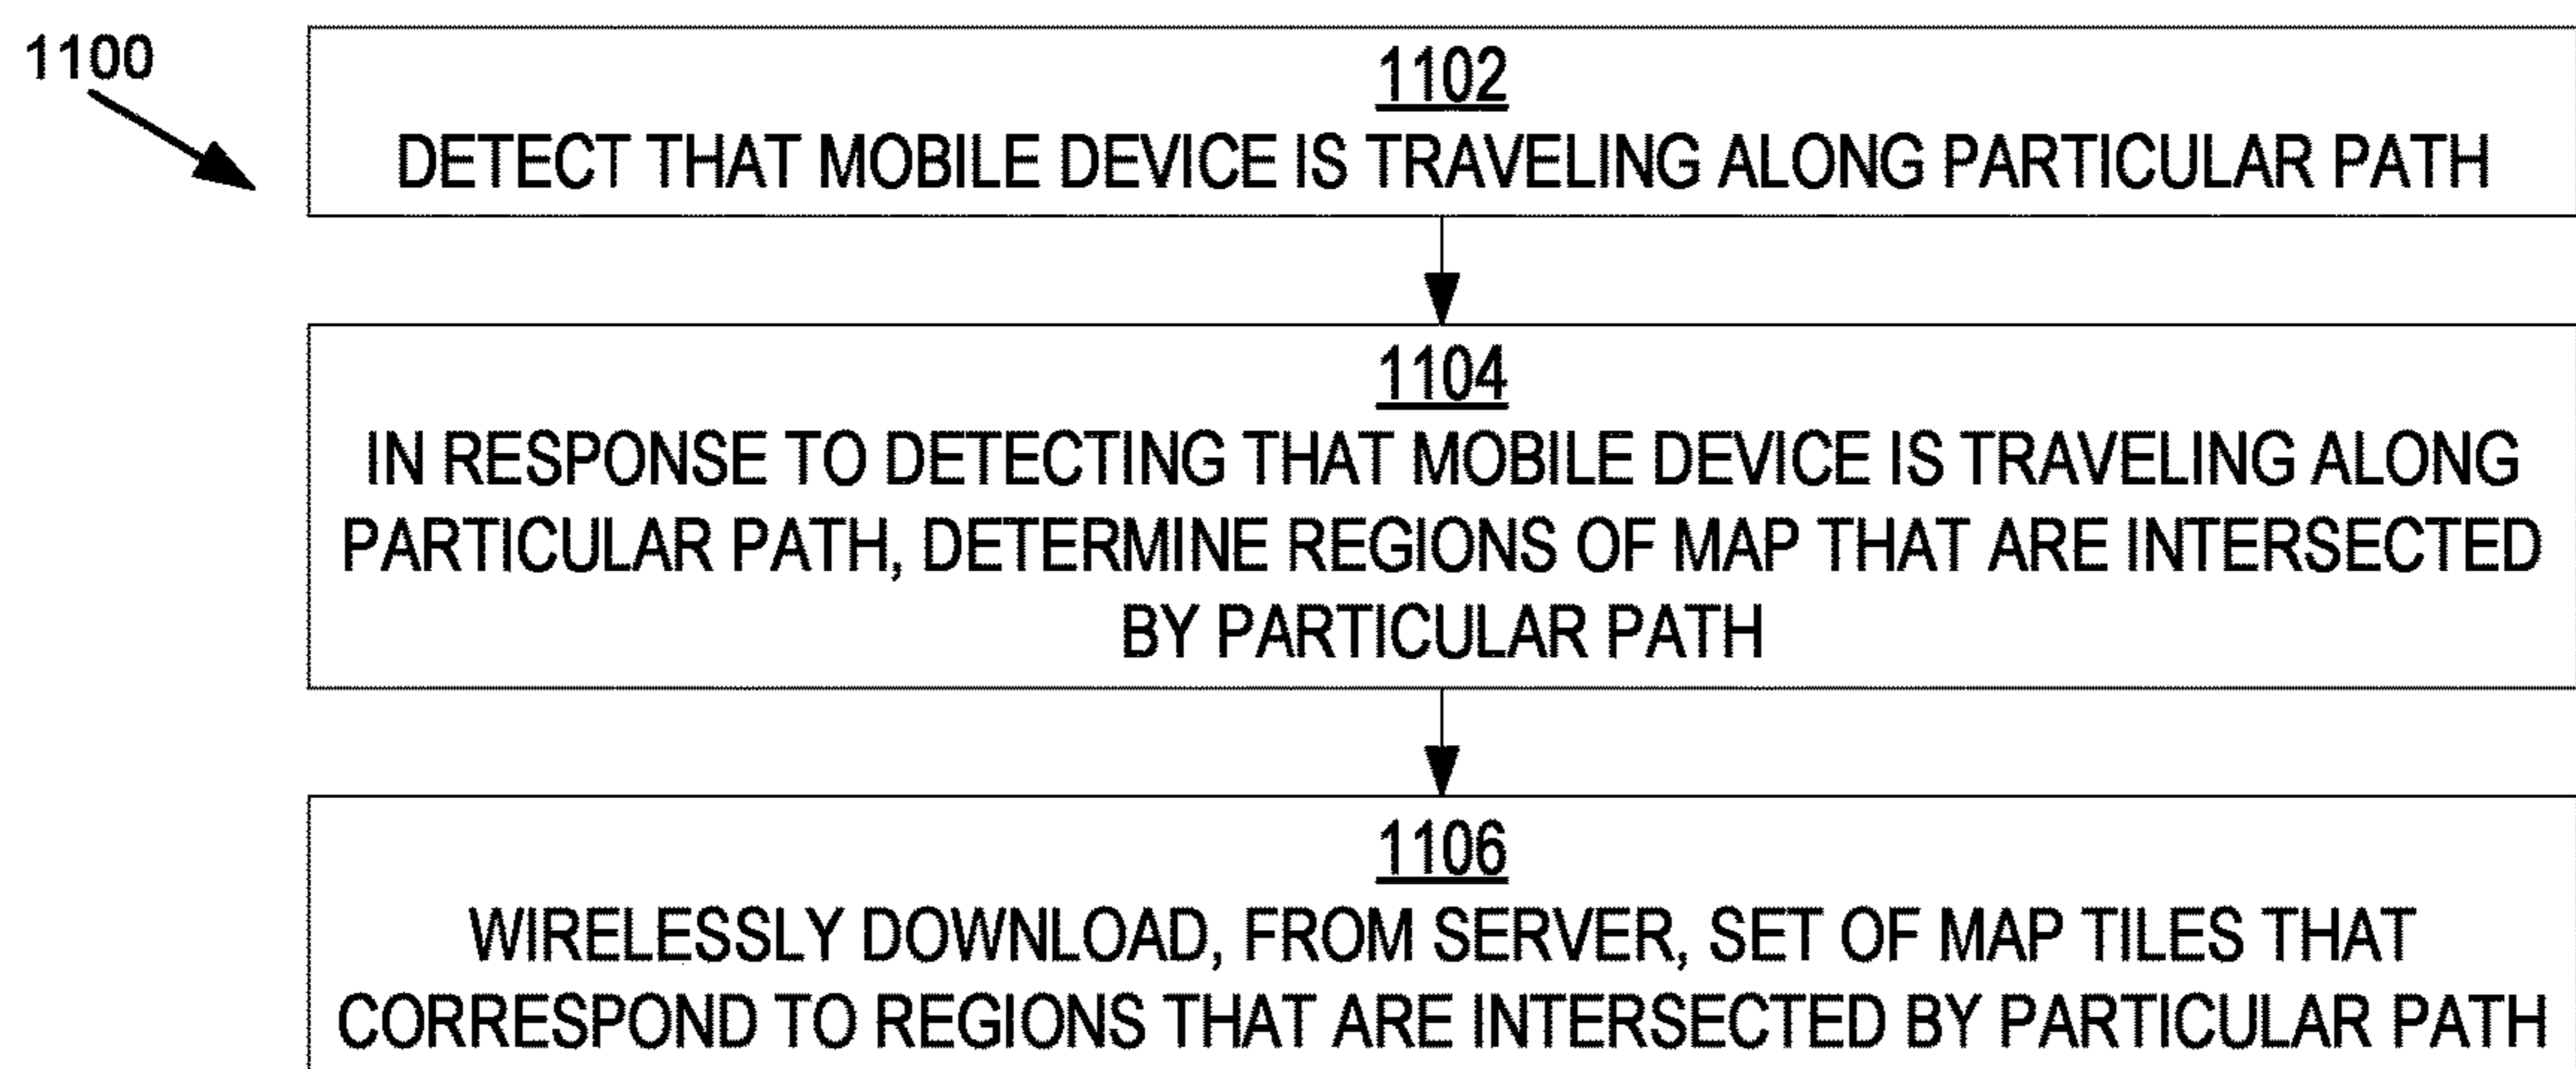 1100
1102
DETECT THAT MOBILE DEVICE IS TRAVELING ALONG PARTICULAR PATH
1104
IN RESPONSE TO DETECTING THAT MOBILE DEVICE IS TRAVELING ALONG
PARTICULAR PATH, DETERMINE REGIONS OF MAP THAT ARE INTERSECTED
BY PARTICULAR PATH
1106
WIRELESSLY DOWNLOAD, FROM SERVER, SET OF MAP TILES THAT
CORRESPOND TO REGIONS THAT ARE INTERSECTED BY PARTICULAR PATH